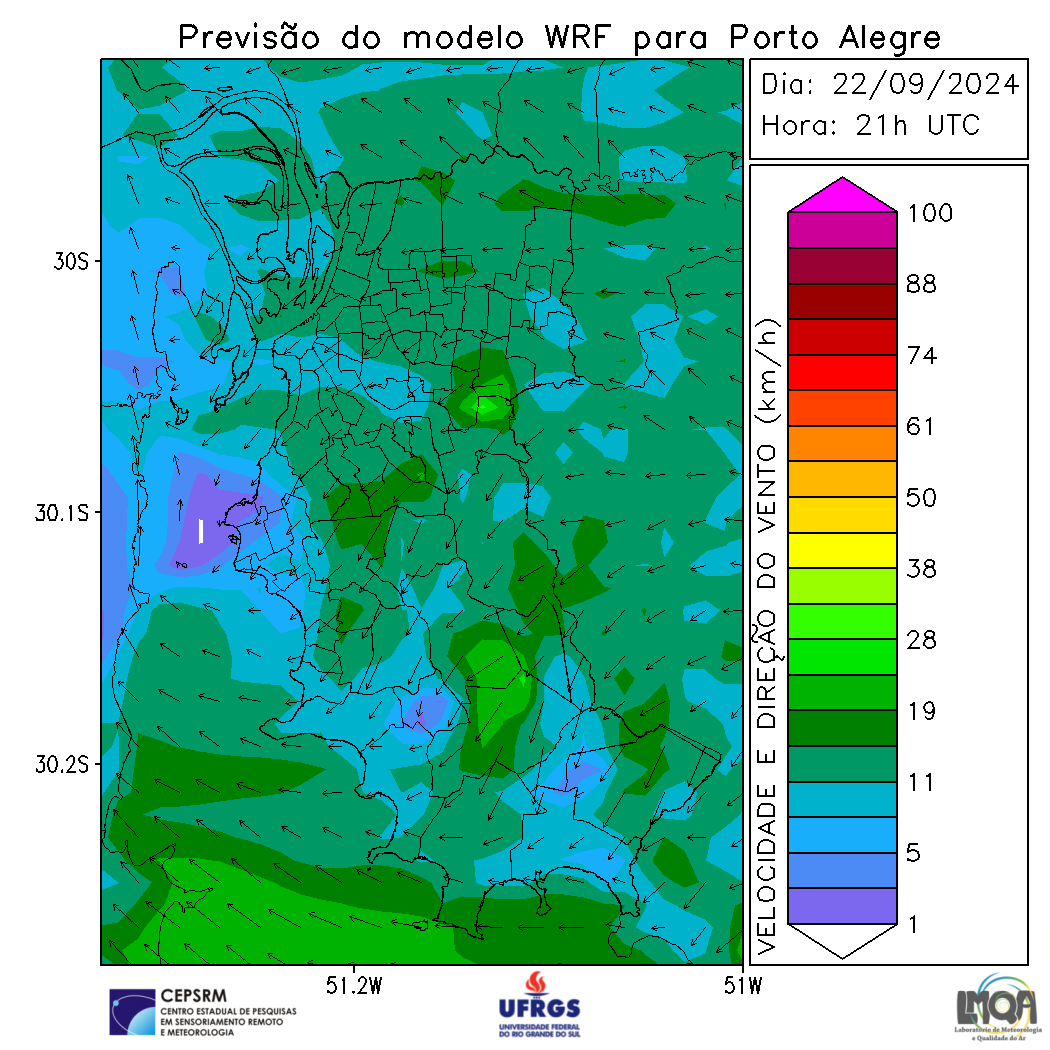 Previsão do modelo WRF para Porto Alegre
Dia: 22/09/2024
Hora: 21h UTC
30S
30.1S
30.2S
51.2W
51W
VELOCIDADE E DIREÇÃO DO VENTO (km/h)
100
88
74
61
50
38
28
19
11
5
1
CEPSRM
CENTRO ESTADUAL DE PESQUISAS
EM SENSORIAMENTO REMOTO
E METEOROLOGIA
UFRGS
UNIVERSIDADE FEDERAL
DO RIO GRANDE DO SUL
LMQA
Laboratório de Meteorologia
e Qualidade do Ar